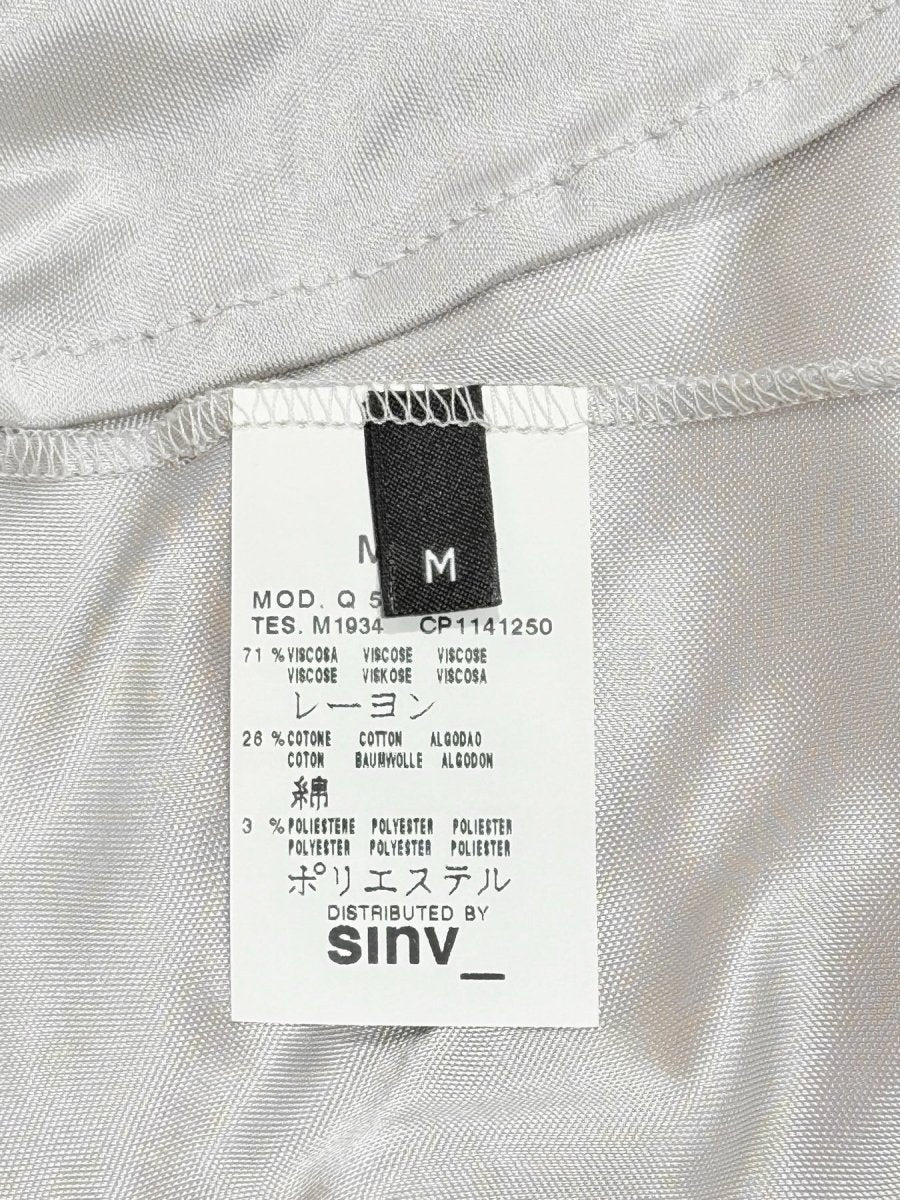 M
MOD. Q 5
TES. M1934 CP1141250
71 % VISCOSA VISCOSE VISCOSE
VISCOSE VISKOSE VISCOSA
レーヨン
26 % COTONE COTTON ALGODAO
COTON BAUMWOLLE ALGODON
綿
3 % POLIESTERE POLYESTER POLIESTER
POLYESTER POLYESTER POLIESTER
ポリエステル
DISTRIBUTED BY
sinv_